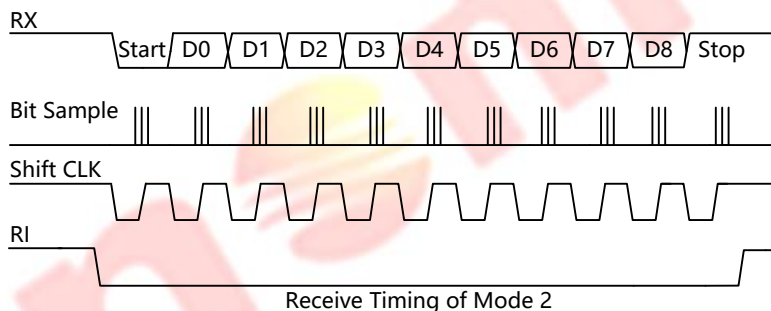 RX
Start D0 D1 D2 D3 D4 D5 D6 D7 D8 Stop
Bit Sample
Shift CLK
RI
Receive Timing of Mode 2